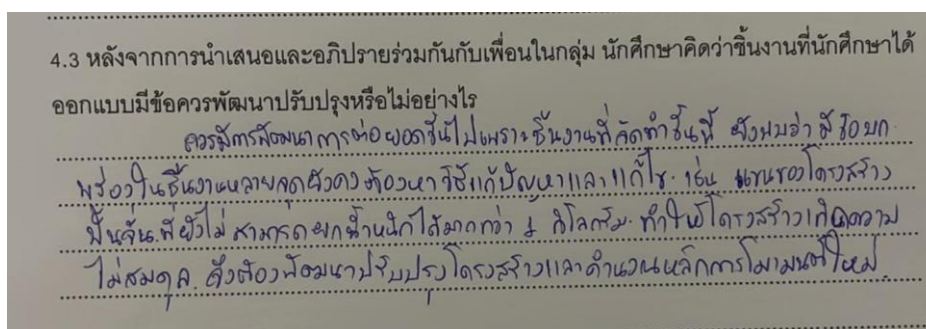 4.3 หลังจากการนำเสนอและอภิปรายร่วมกันกับเพื่อนในกลุ่ม นักศึกษาคิดว่าชิ้นงานที่นักศึกษาได้
ออกแบบมีข้อควรพัฒนาปรับปรุงหรือไม่อย่างไร
ควรมีการพัฒนาการต่อยอดขึ้นไปเพราะชิ้นงานที่จัดทำขึ้นนี้ ยังพบว่ามีข้อบก
พร่องในชิ้นงานหลายจุดยังคงต้องหาวิธีแก้ปัญหาและแก้ไข เช่น แขนของโครงสร้าง
ปั้นจั่นที่ยังไม่สามารถยกน้ำหนักได้มากกว่า 1 กิโลกรัม ทำให้โครงสร้างเกิดความ
ไม่สมดุล จึงต้องพัฒนาปรับปรุงโครงสร้างและคำนวณหลักการโมเมนต์ใหม่